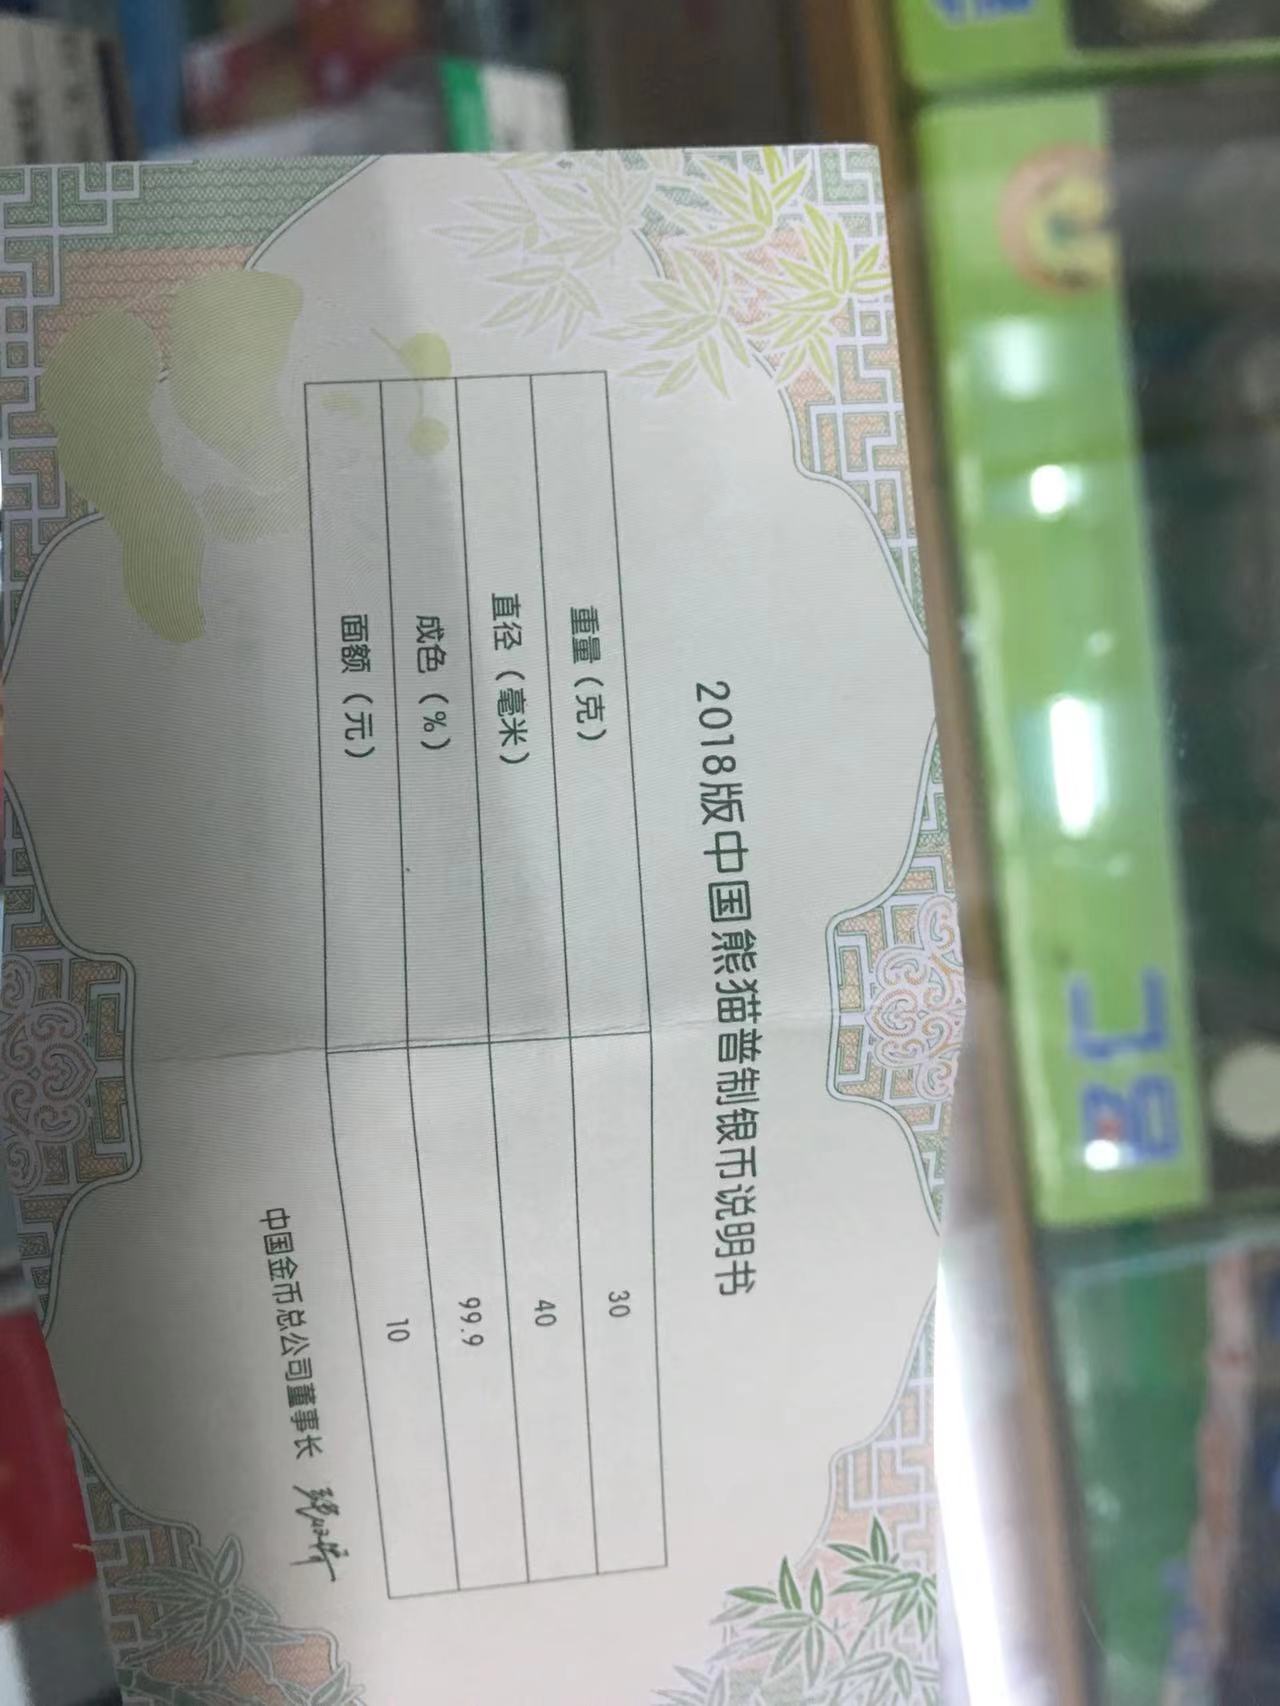 2018版中国熊猫普制银币说明书
重量(克) 30
直径(毫米) 40
成色(%) 99.9
面额(元) 10
中国金币总公司董事长